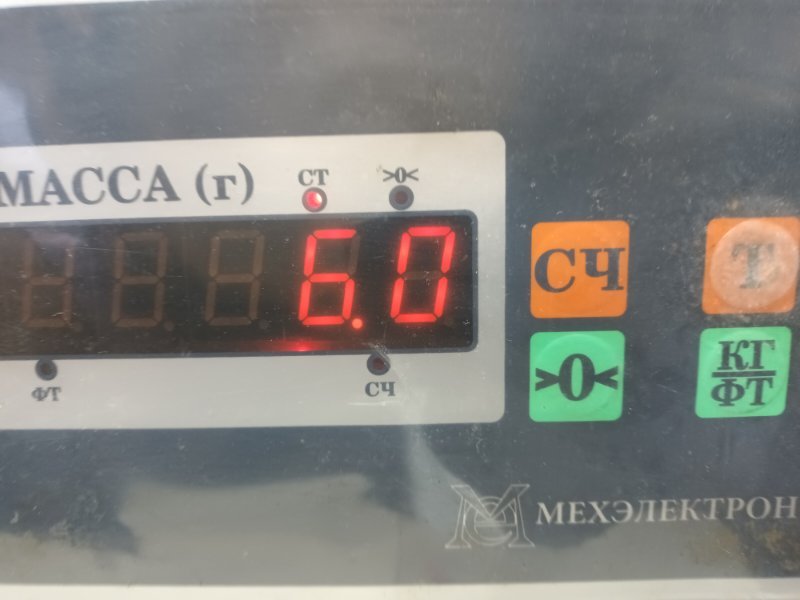 МАССА (г)
СТ
>0<
6.0
ФТ
СЧ
СЧ
Т
>0<
КГ
ФТ
МЕХЭЛЕКТРОН